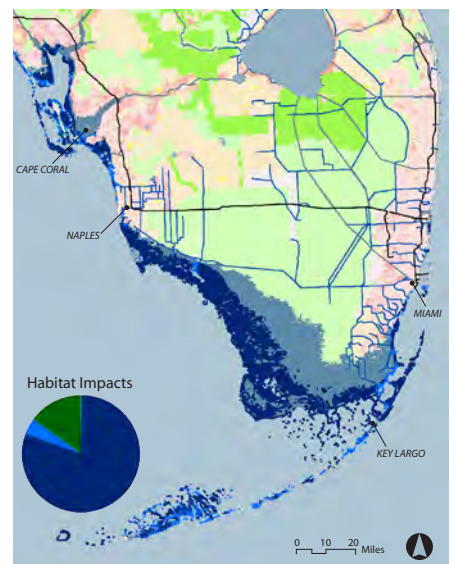 CAPE CORAL
NAPLES
MIAMI
Habitat Impacts
KEY LARGO
0 10 20
Miles